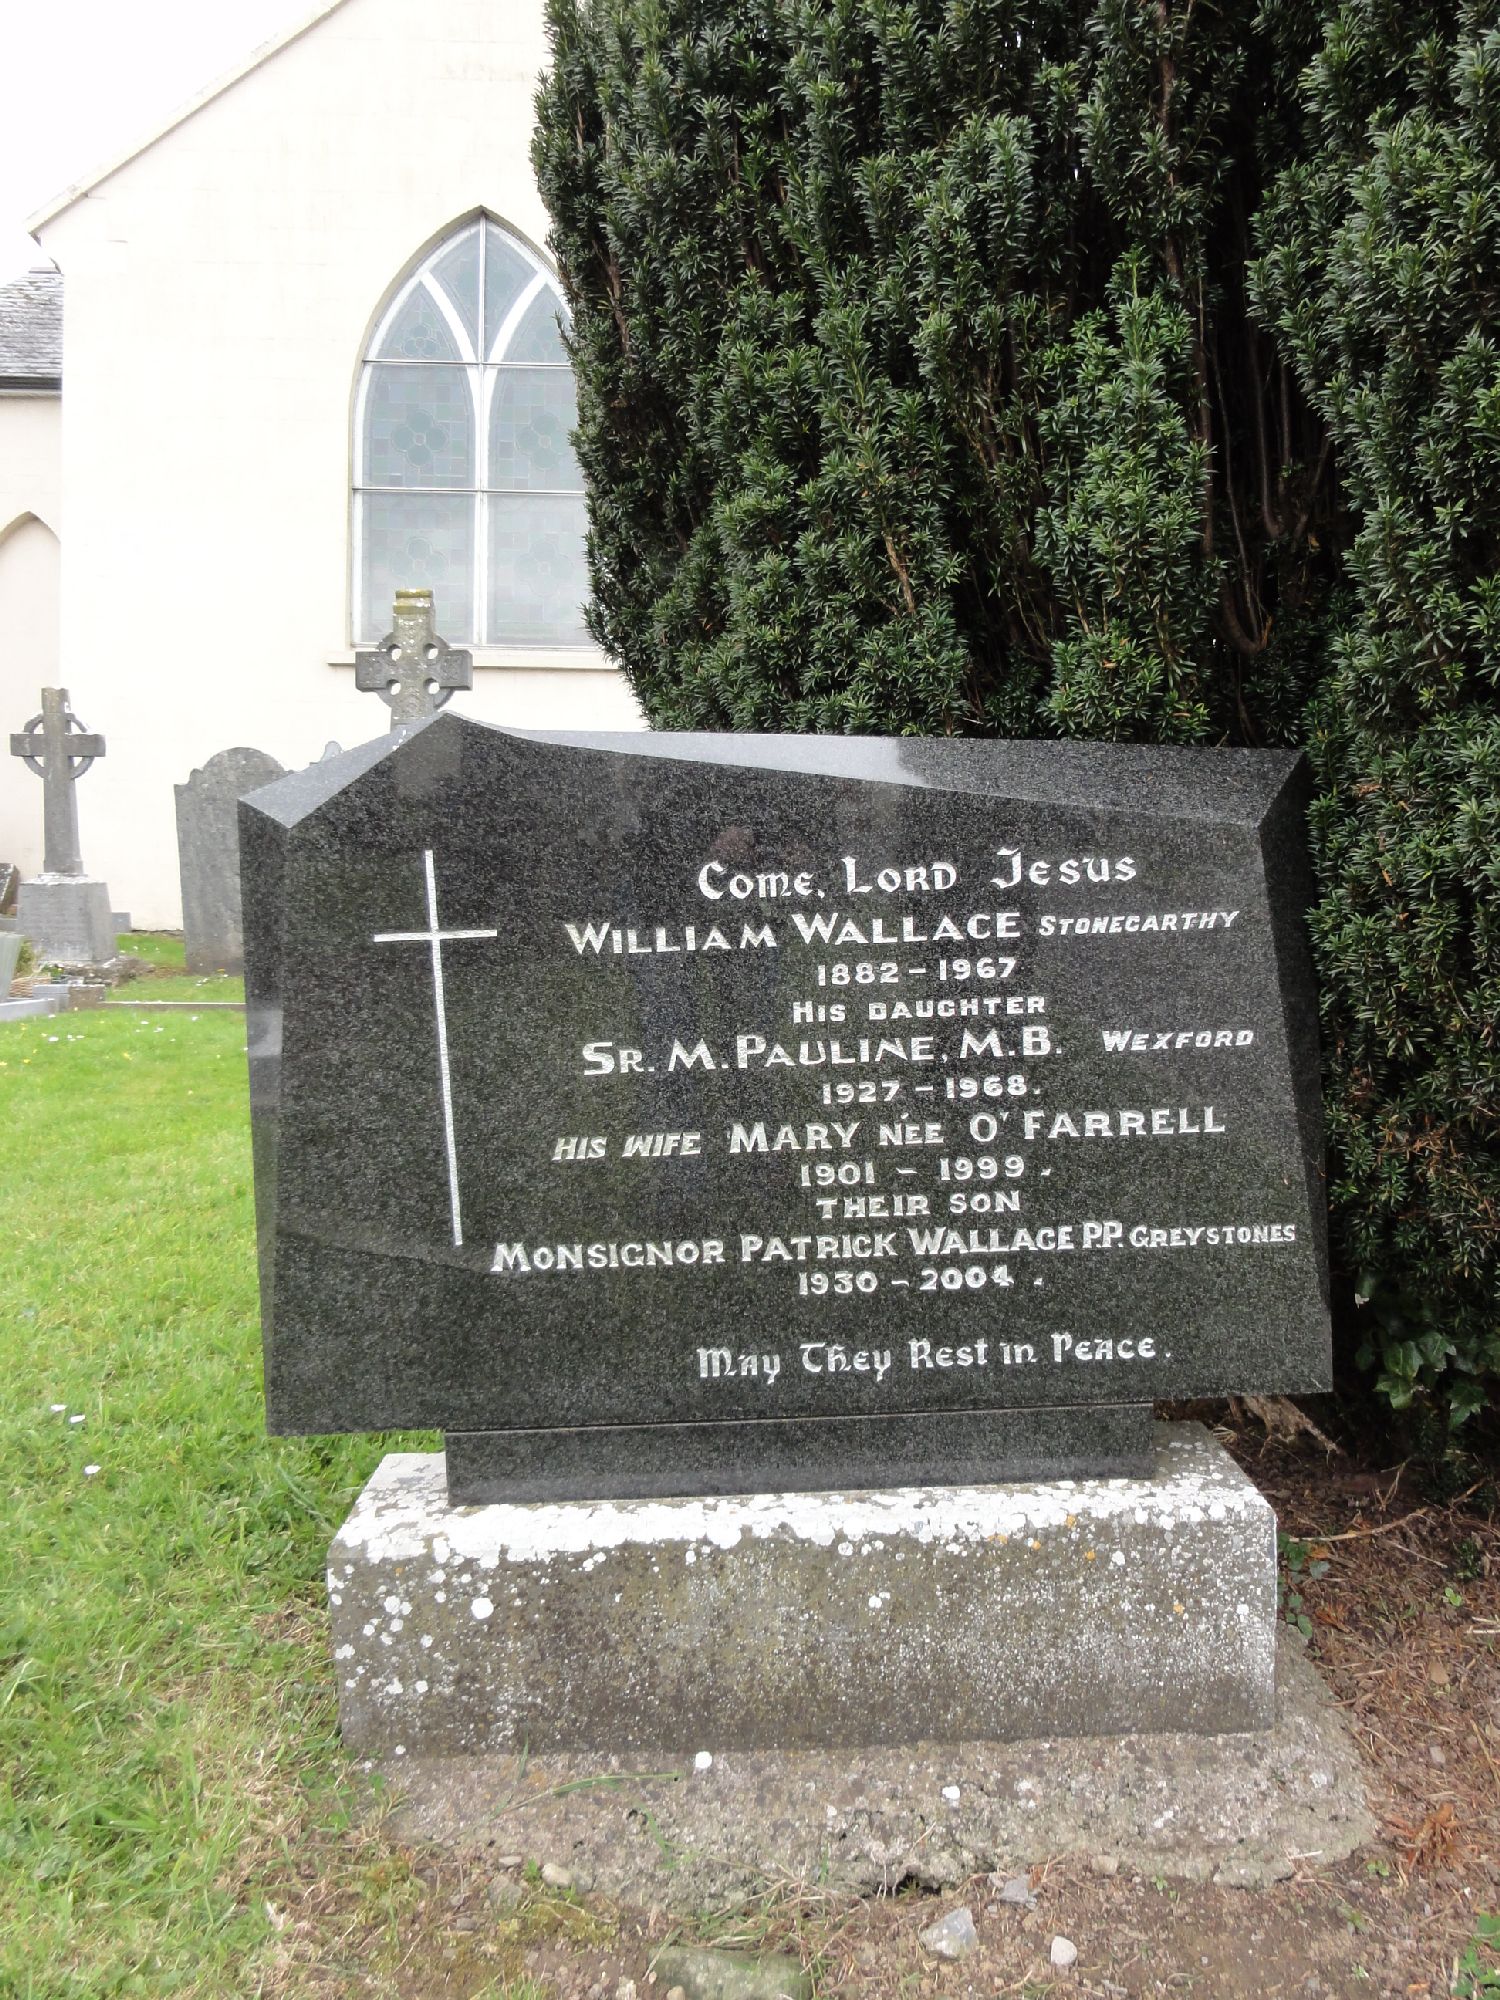 Come, Lord Jesus
WILLIAM WALLACE STONECARTHY
1882 - 1967
HIS DAUGHTER
SR. M. PAULINE, M.B. WEXFORD
1927 - 1968.
HIS WIFE MARY NÉE O'FARRELL
1901 - 1999.
THEIR SON
MONSIGNOR PATRICK WALLACE P.P. GREYSTONES
1930 - 2004.
May They Rest in Peace.